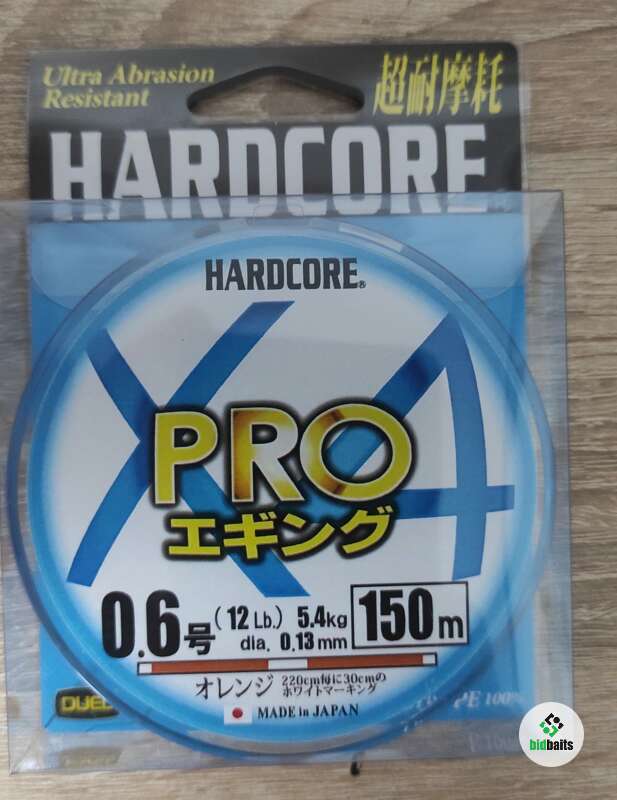 Ultra Abrasion
Resistant
超耐摩耗
HARDCORE
HARDCORE®
X4
PRO
エギング
0.6号 (12Lb.) 5.4kg 150m
dia. 0.13mm
オレンジ 220cm毎に30cmの
ホワイトマーキング
MADE in JAPAN
DUEL
PE 100%
bidbaits